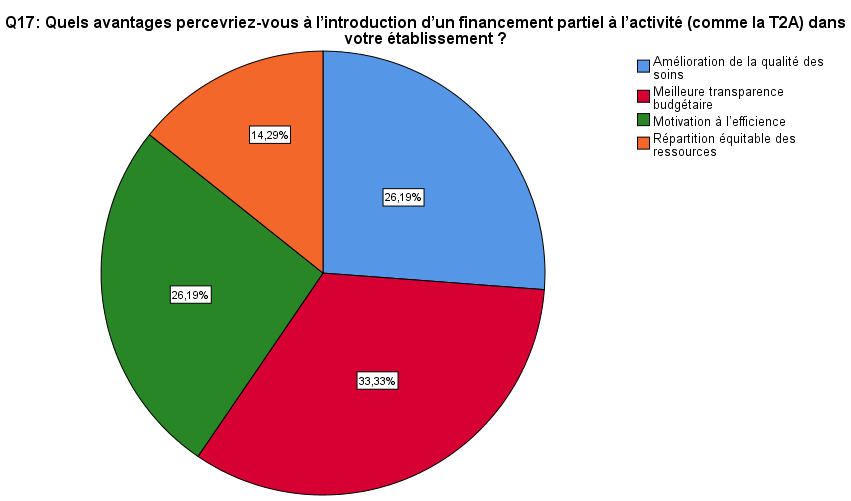 Q17: Quels avantages percevriez-vous à l’introduction d’un financement partiel à l’activité (comme la T2A) dans
votre établissement ?
Amélioration de la qualité des
soins
Meilleure transparence
budgétaire
Motivation à l’efficience
Répartition équitable des
ressources
14,29%
26,19%
26,19%
33,33%